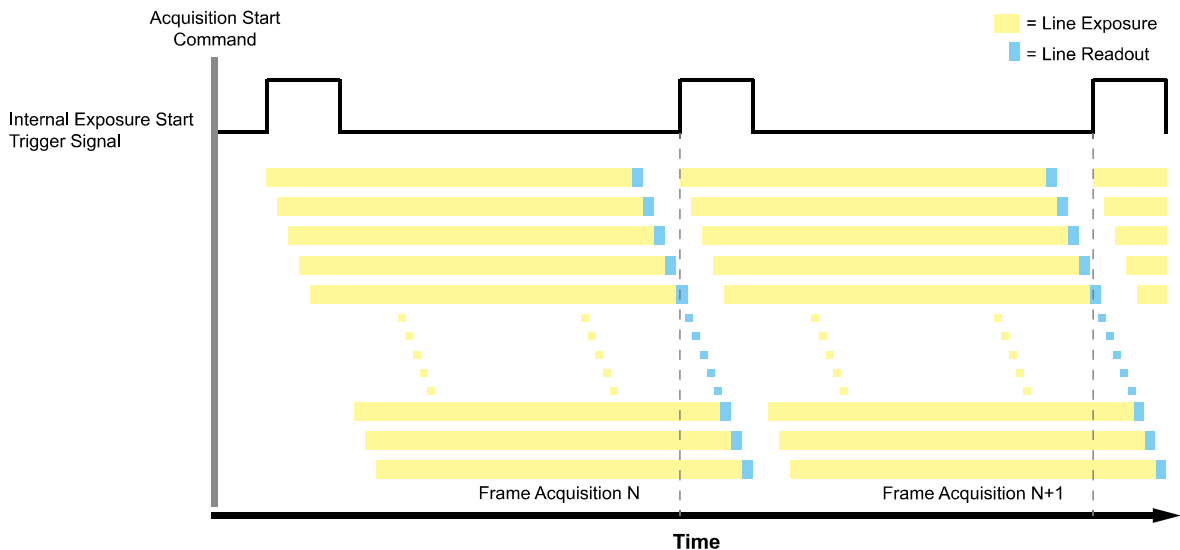 Acquisition Start
Command
= Line Exposure
= Line Readout
Internal Exposure Start
Trigger Signal
Frame Acquisition N
Frame Acquisition N+1
Time